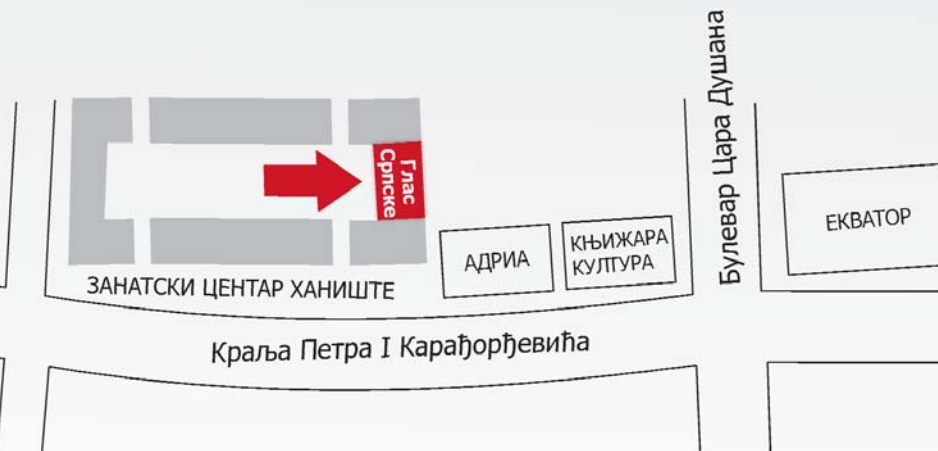 Булевар Цара Душана
Глас
Српске
ЕКВАТОР
КЊИЖАРА
КУЛТУРА
АДРИА
ЗАНАТСКИ ЦЕНТАР ХАНИШТЕ
Краља Петра I Карађорђевића